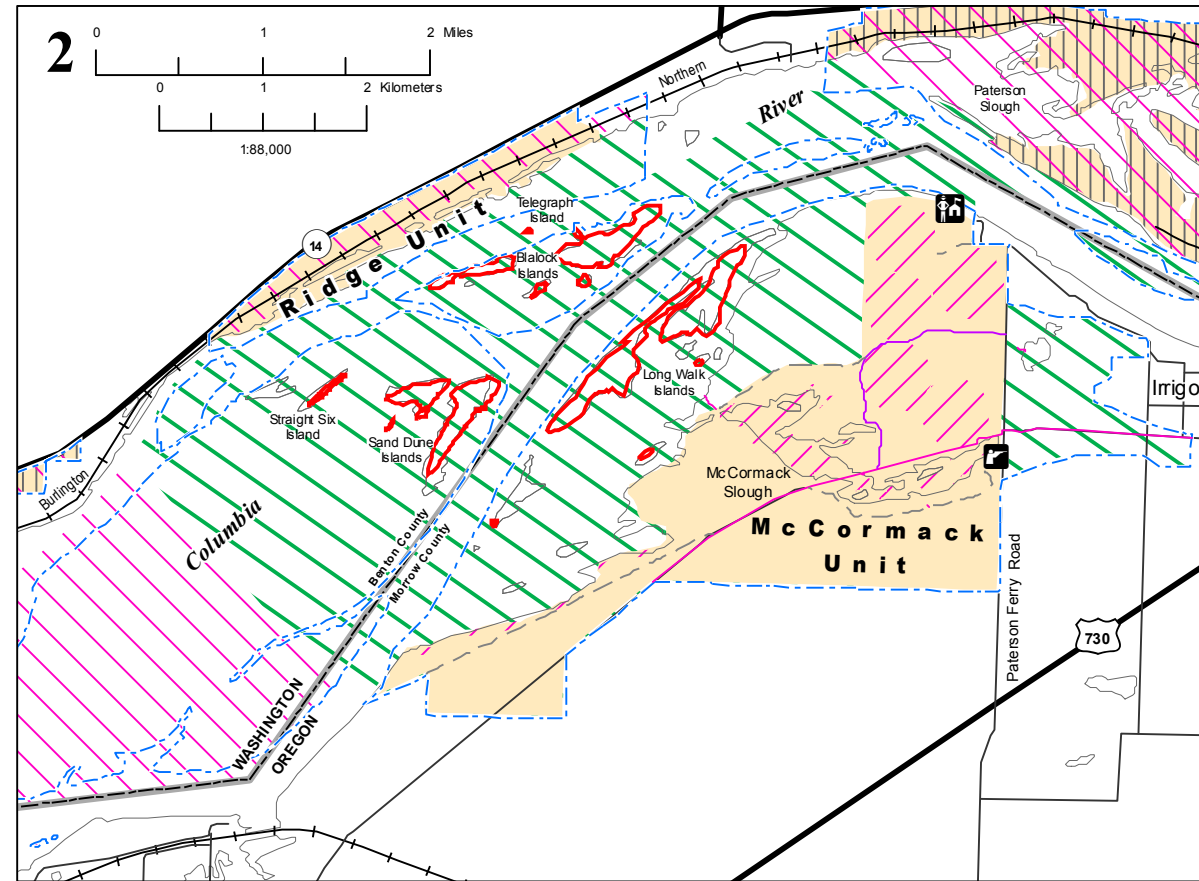 2
0 1 2 Miles
0 1 2 Kilometers
1:88,000
Northern
River
Paterson
Slough
Telegraph
Island
14
Ridge Unit
Blalock
Islands
Long Walk
Islands
Irrigo
Straight Six
Island
Sand Dune
Islands
McCormack
Slough
Burlington
Columbia
McCormack
Unit
Benton County
Morrow County
Paterson Ferry Road
730
WASHINGTON
OREGON